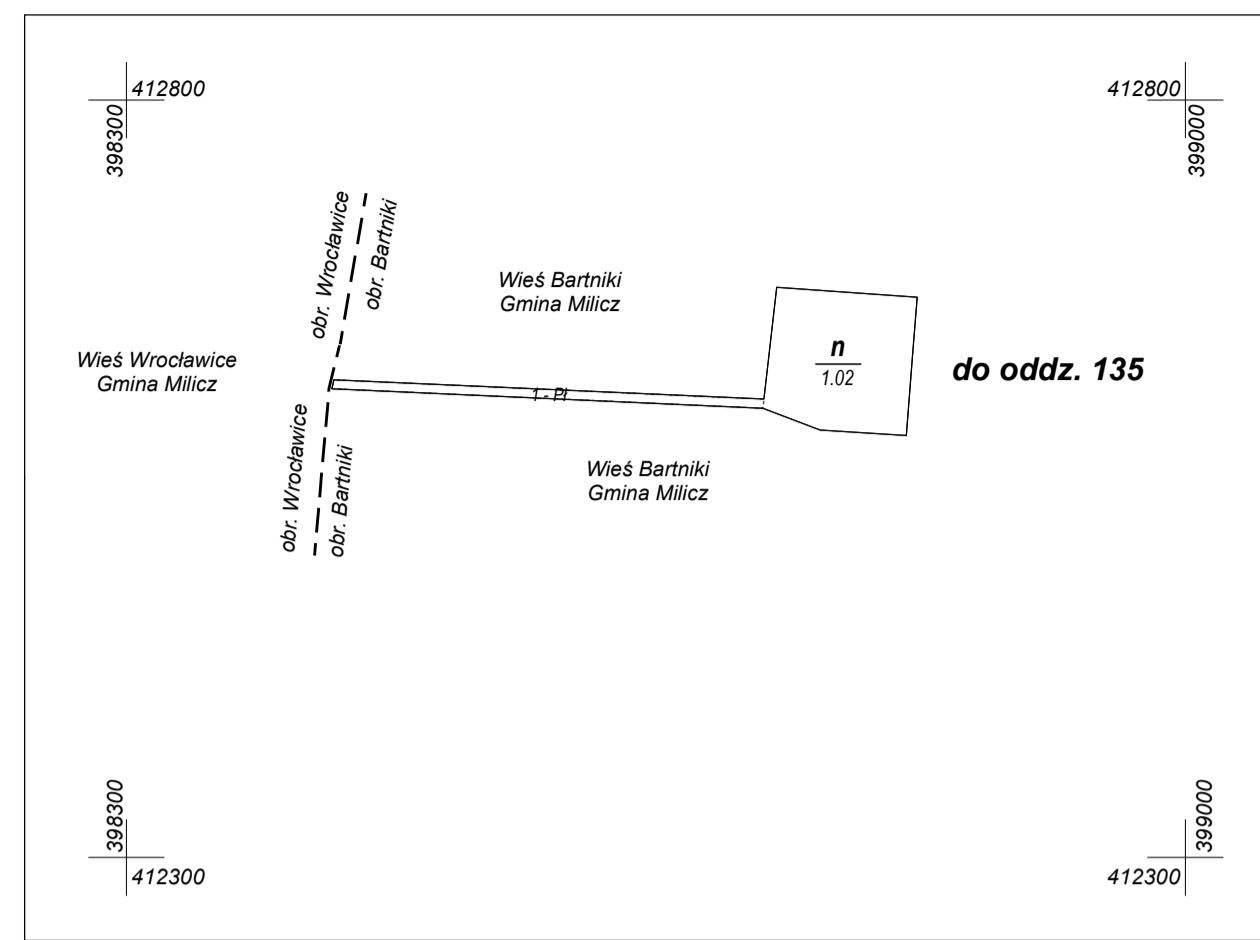 412800
398300
412800
399000
obr. Wrocławice
obr. Bartniki
Wieś Bartniki
Gmina Milicz
Wieś Wrocławice
Gmina Milicz
n
1.02
do oddz. 135
1 - Pł
obr. Wrocławice
obr. Bartniki
Wieś Bartniki
Gmina Milicz
398300
412300
399000
412300